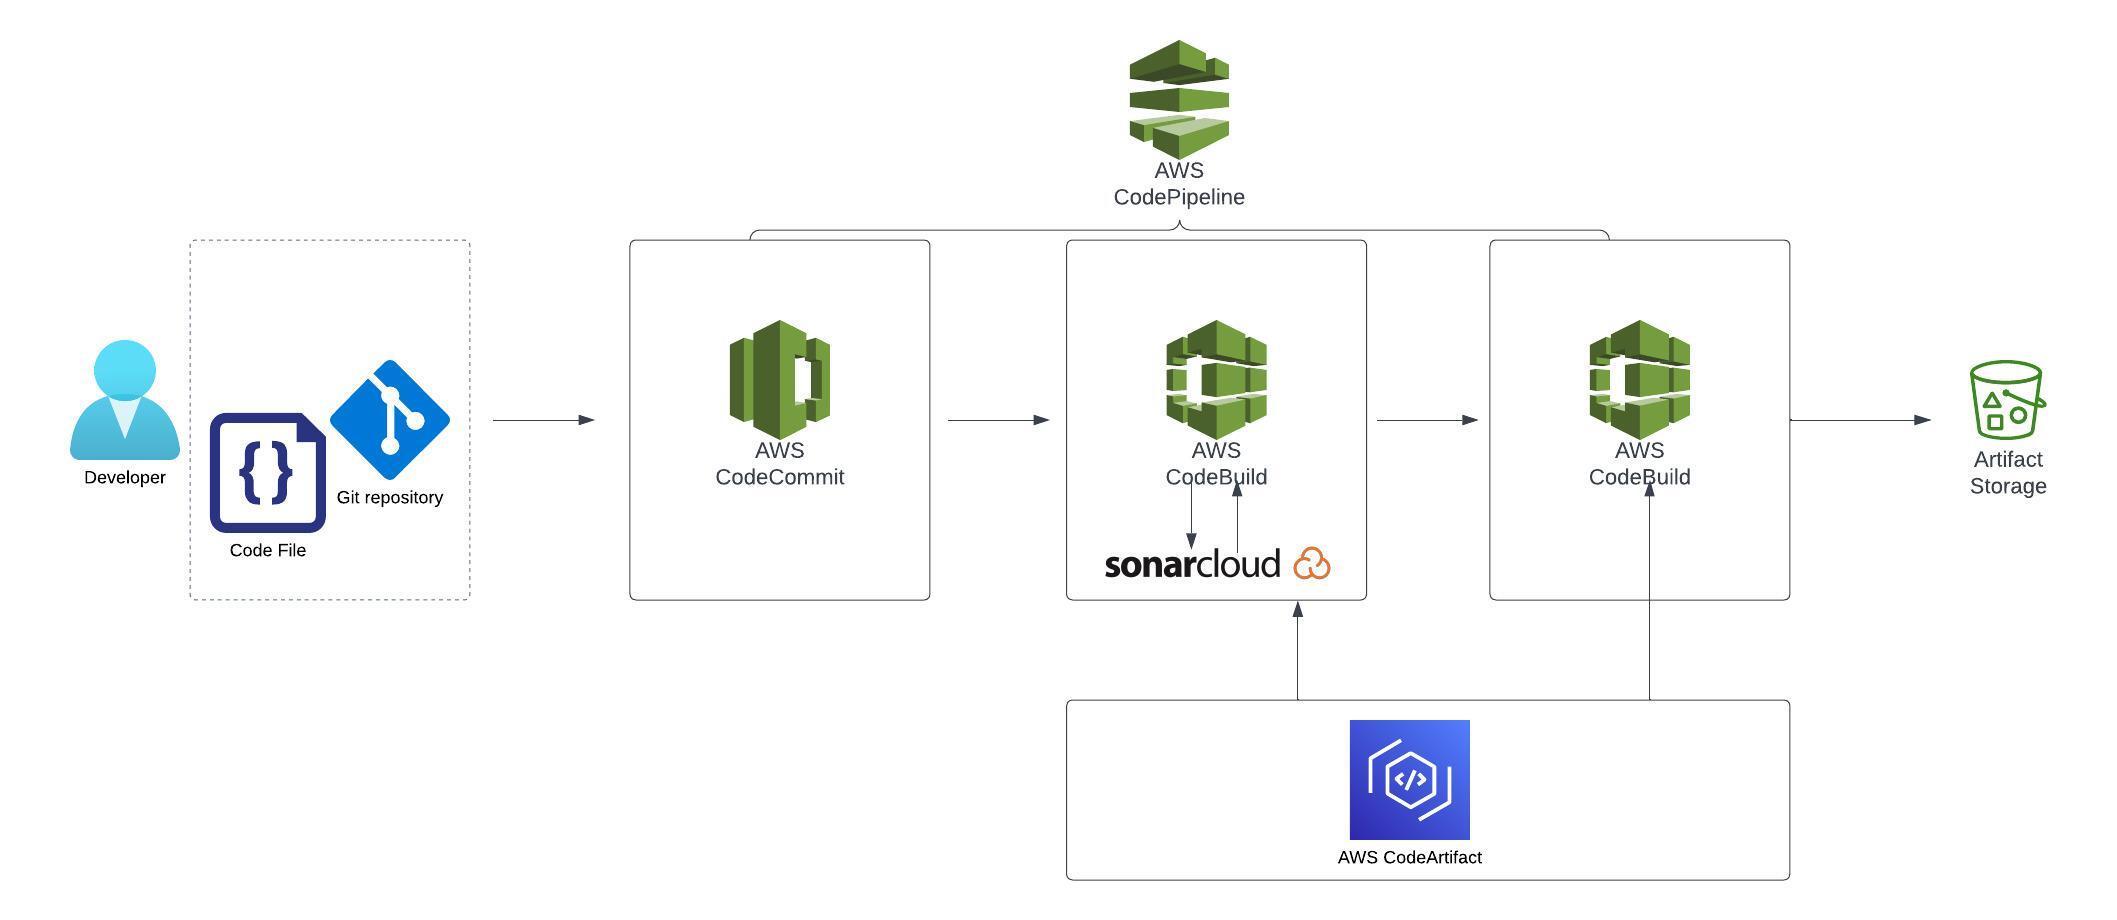 AWS
CodePipeline
Developer
Code File
Git repository
AWS
CodeCommit
AWS
CodeBuild
sonarcloud
AWS
CodeBuild
Artifact
Storage
AWS CodeArtifact